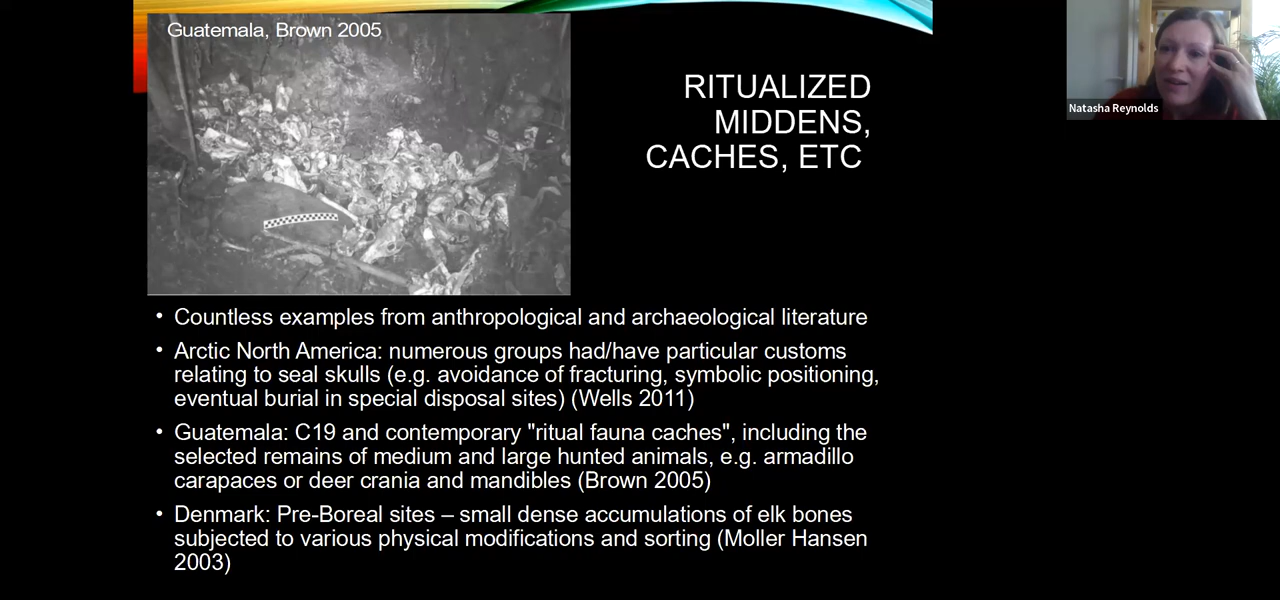 Guatemala, Brown 2005
RITUALIZED
MIDDENS,
CACHES, ETC
Natasha Reynolds
• Countless examples from anthropological and archaeological literature
• Arctic North America: numerous groups had/have particular customs
relating to seal skulls (e.g. avoidance of fracturing, symbolic positioning,
eventual burial in special disposal sites) (Wells 2011)
• Guatemala: C19 and contemporary "ritual fauna caches", including the
selected remains of medium and large hunted animals, e.g. armadillo
carapaces or deer crania and mandibles (Brown 2005)
• Denmark: Pre-Boreal sites – small dense accumulations of elk bones
subjected to various physical modifications and sorting (Moller Hansen
2003)